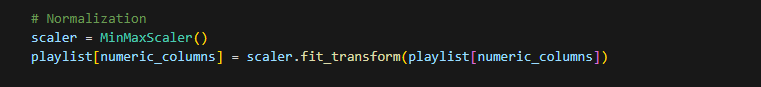 # Normalization
scaler = MinMaxScaler()
playlist[numeric_columns] = scaler.fit_transform(playlist[numeric_columns])